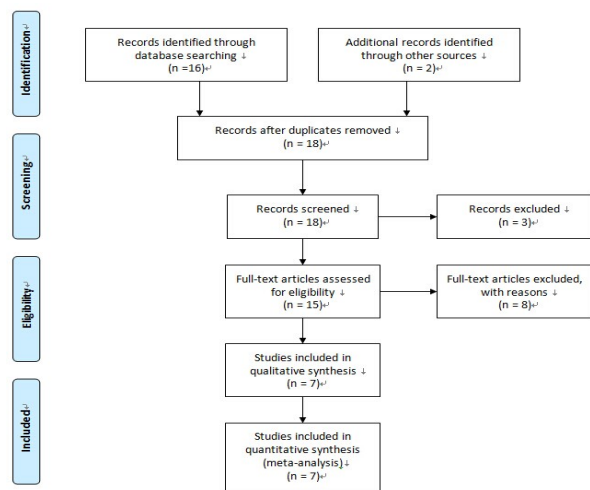 Identification
Records identified through
database searching ↓
(n =16)↵
Additional records identified
through other sources ↓
(n = 2)↵
Records after duplicates removed ↓
(n = 18)↵
Screening
Records screened ↓
(n = 18)↵
Records excluded ↓
(n = 3)↵
Eligibility
Full-text articles assessed
for eligibility ↓
(n = 15)↵
Full-text articles excluded,
with reasons ↓
(n = 8)↵
Studies included in
qualitative synthesis ↓
(n = 7)↵
Included
Studies included in
quantitative synthesis
(meta-analysis)↓
(n = 7)↵